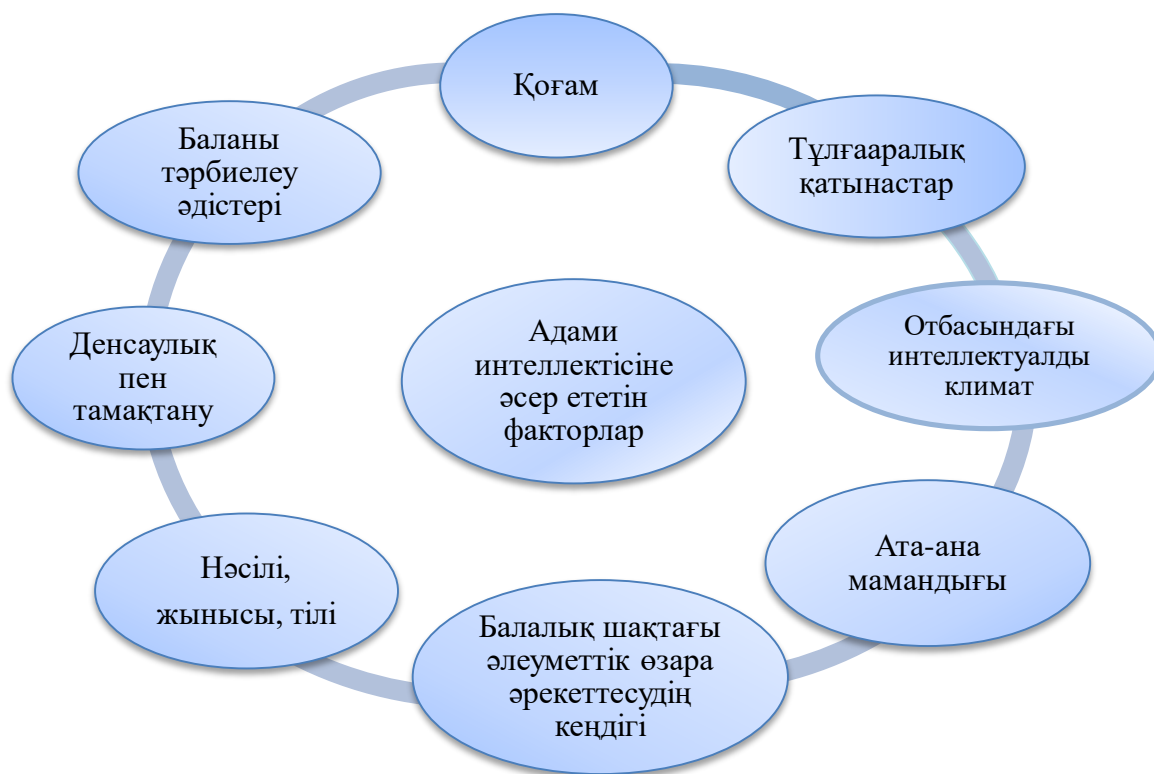 Қоғам
Тұлғааралық
қатынастар
Отбасындағы
интеллектуалды
климат
Ата-ана
мамандығы
Балалық шақтағы
әлеуметтік өзара
әрекеттесудің
кеңдігі
Нәсілі,
жынысы, тілі
Денсаулық
пен
тамақтану
Баланы
тәрбиелеу
әдістері
Адами
интеллектісіне
әсер ететін
факторлар